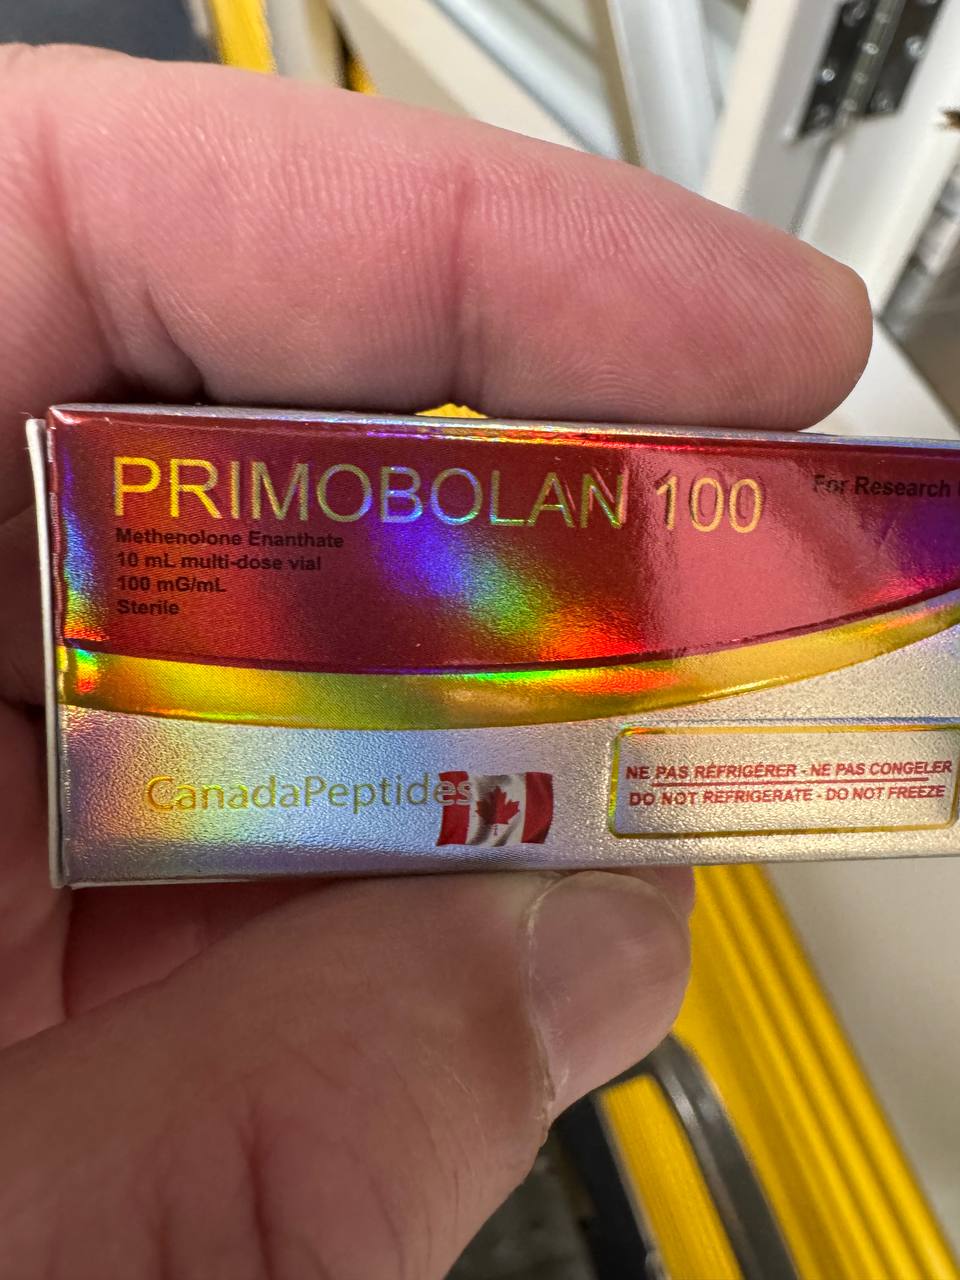 PRIMOBOLAN 100
For Research
Methenolone Enanthate
10 mL multi-dose vial
100 mG/mL
Sterile
CanadaPeptides
NE PAS RÉFRIGÉRER - NE PAS CONGELER
DO NOT REFRIGERATE - DO NOT FREEZE